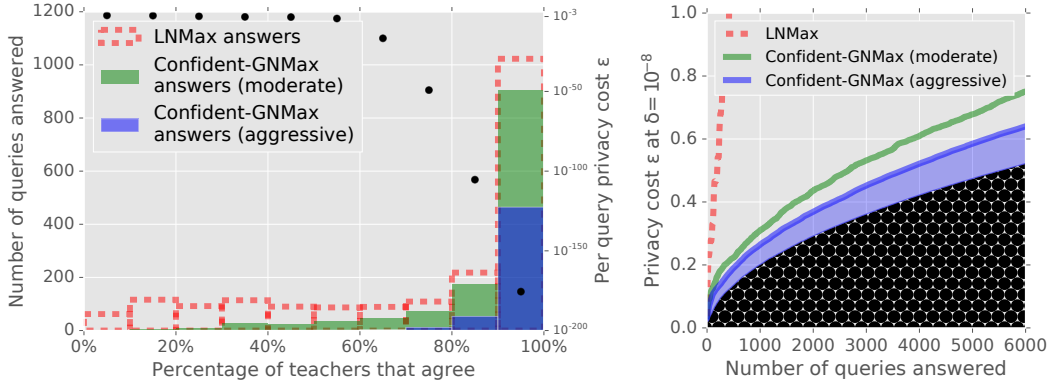 1200
1000
800
600
400
200
0
Number of queries answered
LNMax answers
Confident-GNMax
answers (moderate)
Confident-GNMax
answers (aggressive)
0%
20%
40%
60%
80%
100%
Percentage of teachers that agree
10⁻³
10⁻⁵⁰
10⁻¹⁰⁰
10⁻¹⁵⁰
10⁻²⁰⁰
Per query privacy cost ε
1.0
0.8
0.6
0.4
0.2
0.0
Privacy cost ε at δ=10⁻⁸
LNMax
Confident-GNMax (moderate)
Confident-GNMax (aggressive)
0
1000
2000
3000
4000
5000
6000
Number of queries answered